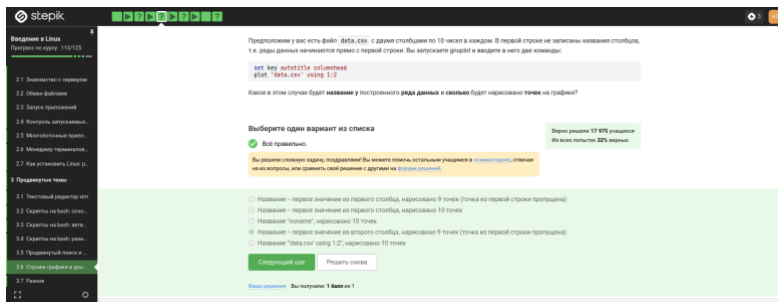 stepik
3
Введение в Linux
Прогресс по курсу: 113/125
2.1 Знакомство с сервером
2.2 Обмен файлами
2.3 Запуск приложений
2.4 Контроль запускаемых...
2.5 Многопоточные прило...
2.6 Менеджер терминалов...
2.7 Как установить Linux: р...
3 Продвинутые темы
3.1 Текстовый редактор vim
3.2 Скрипты на bash: осно...
3.3 Скрипты на bash: ветв...
3.4 Скрипты на bash: разн...
3.5 Продвинутый поиск и ...
3.6 Строим графики в gnu...
3.7 Разное
Предположим у вас есть файл data.csv с двумя столбцами по 10 чисел в каждом. В первой строке не записаны названия столбцов,
т.е. ряды данных начинаются прямо с первой строки. Вы запускаете gnuplot и вводите в него две команды:
set key autotitle columnhead
plot 'data.csv' using 1:2
Какое в этом случае будет название у построенного ряда данных и сколько будет нарисовано точек на графике?
Выберите один вариант из списка
Верно решили 17 975 учащихся
Из всех попыток 32% верных
Всё правильно.
Вы решили сложную задачу, поздравляем! Вы можете помочь остальным учащимся в комментариях, отвечая
на их вопросы, или сравнить своё решение с другими на форуме решений.
Название – первое значение из первого столбца, нарисовано 9 точек (точка из первой строки пропущена)
Название – первое значение из первого столбца, нарисовано 10 точек
Название "noname", нарисовано 10 точек
Название – первое значение из второго столбца, нарисовано 9 точек (точка из первой строки пропущена)
Название "data.csv' using 1:2", нарисовано 10 точек
Следующий шаг
Решить снова
Ваши решения Вы получили: 1 балл из 1